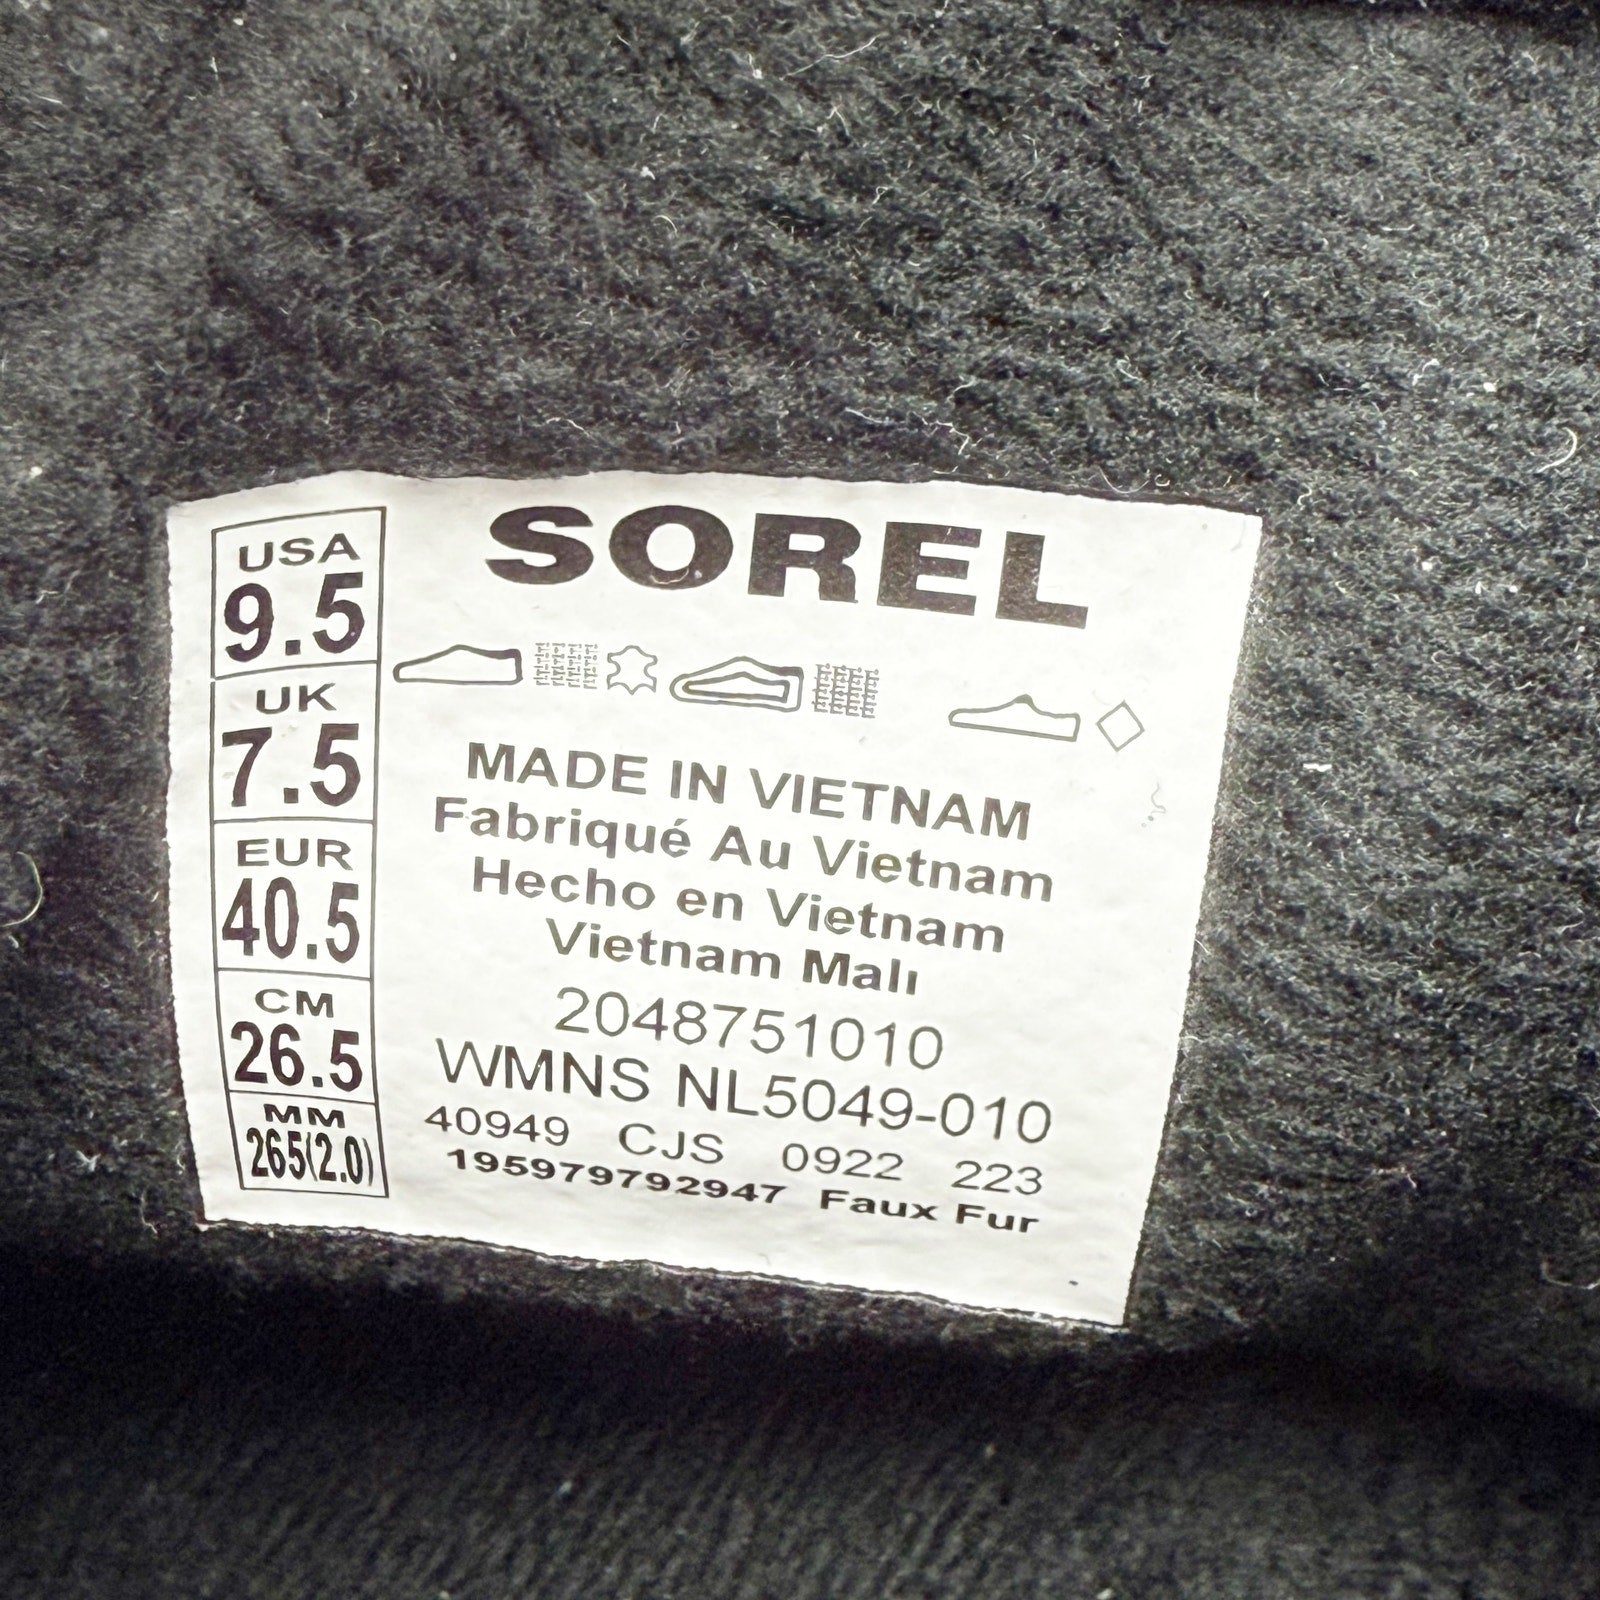 SOREL
USA
9.5
UK
7.5
EUR
40.5
CM
26.5
MM
265(2.0)
MADE IN VIETNAM
Fabriqué Au Vietnam
Hecho en Vietnam
Vietnam Malı
2048751010
WMNS NL5049-010
40949 CJS 0922 223
195979792947 Faux Fur